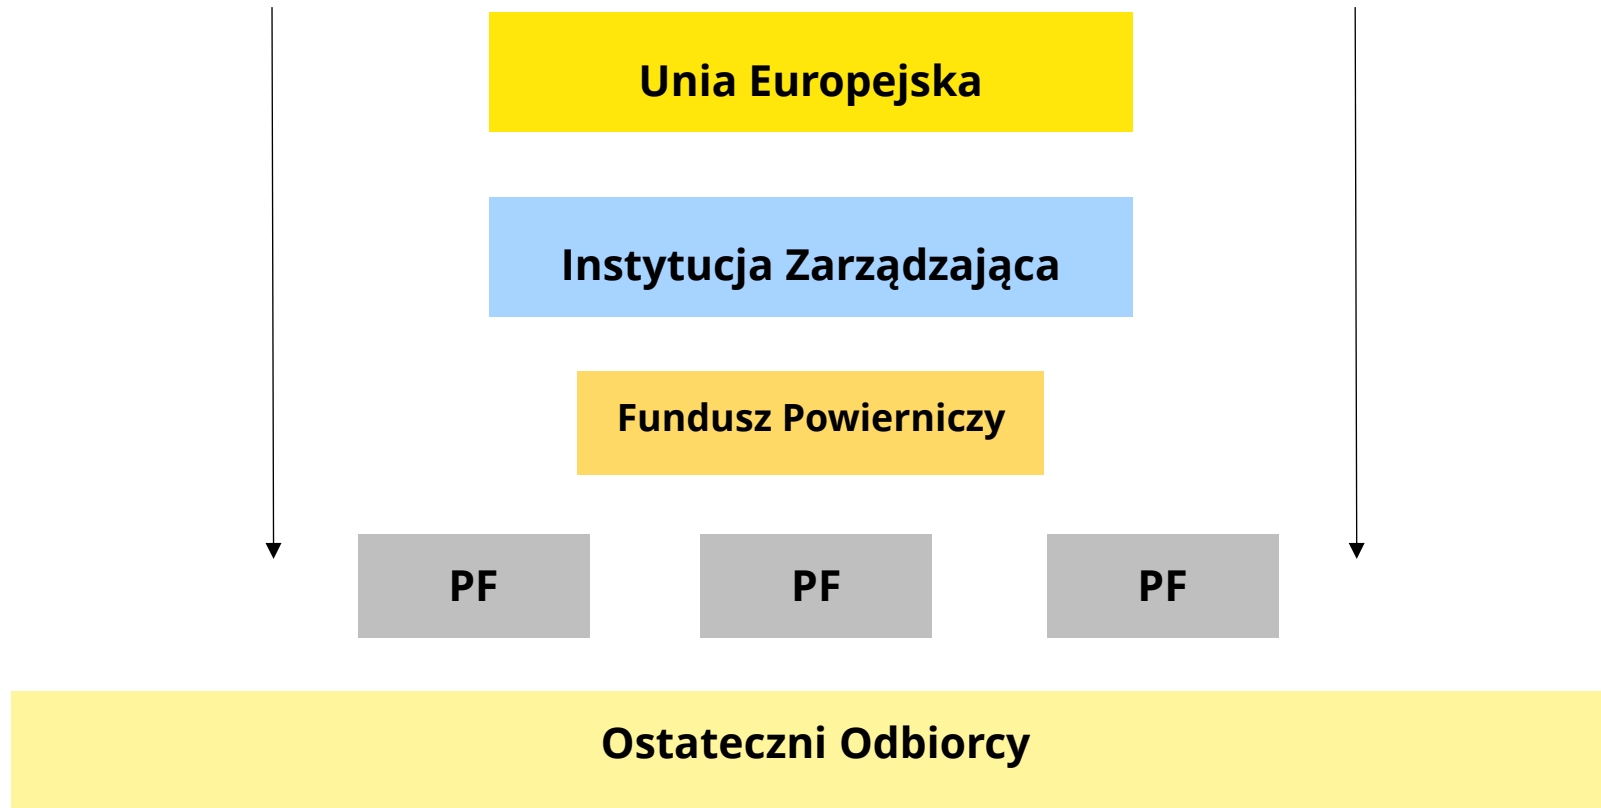 Unia Europejska
Instytucja Zarządzająca
Fundusz Powierniczy
PF PF PF
Ostateczni Odbiorcy